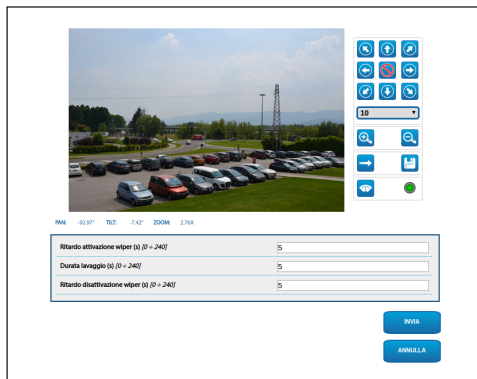 10
PAN: -92.97° TILT: -7.42° ZOOM: 2.76X
Ritardo attivazione wiper (s) [0 ÷ 240] 5
Durata lavaggio (s) [0 ÷ 240] 5
Ritardo disattivazione wiper (s) [0 ÷ 240] 5
INVIA
ANNULLA